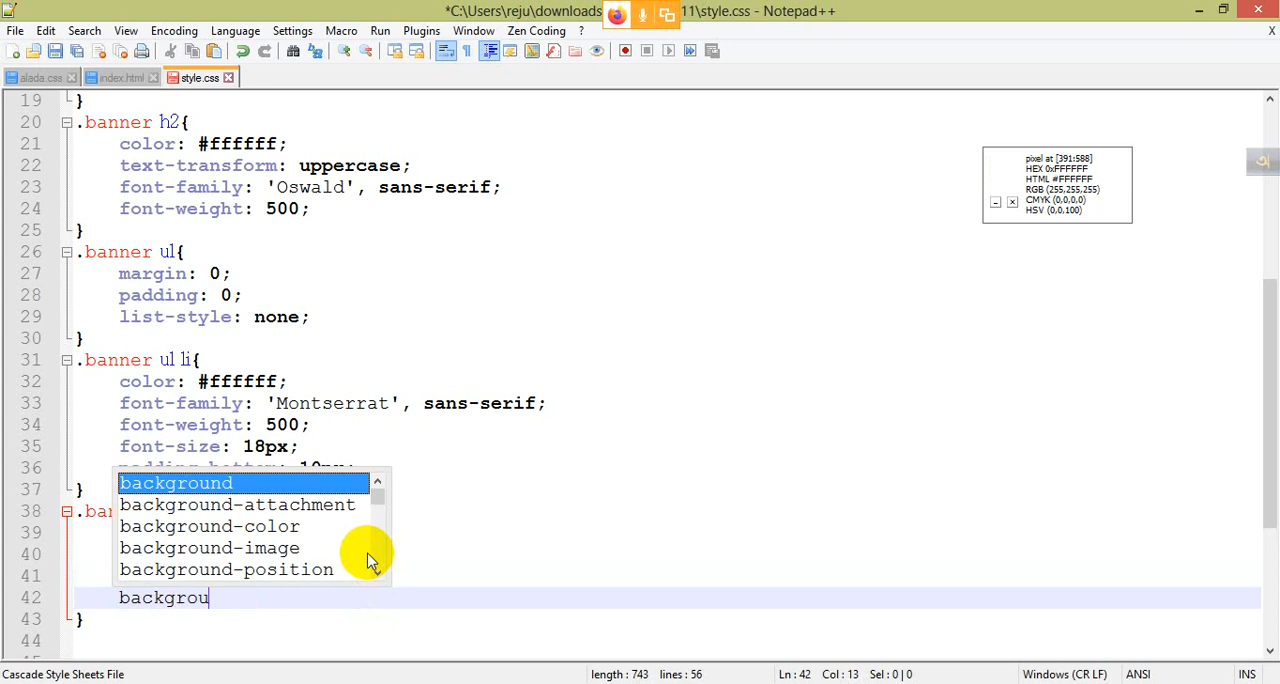 *C:\Users\reju\downloads 11\style.css - Notepad++
File Edit Search View Encoding Language Settings Macro Run Plugins Window Zen Coding ? X
alada.css index.html style.css
19 }
20 .banner h2{
21 color: #ffffff;
22 text-transform: uppercase;
23 font-family: 'Oswald', sans-serif;
24 font-weight: 500;
25 }
26 .banner ul{
27 margin: 0;
28 padding: 0;
29 list-style: none;
30 }
31 .banner ul li{
32 color: #ffffff;
33 font-family: 'Montserrat', sans-serif;
34 font-weight: 500;
35 font-size: 18px;
36 padding-bottom: 10px;
37 }
38 .ban
39
40
41
42 backgrou
43 }
44
background
background-attachment
background-color
background-image
background-position
pixel at [391:588]
HEX 0xFFFFFF
HTML #FFFFFF
RGB (255,255,255)
CMYK (0,0,0,0)
HSV (0,0,100)
অ
Cascade Style Sheets File length : 743 lines : 56 Ln : 42 Col : 13 Sel : 0 | 0 Windows (CR LF) ANSI INS